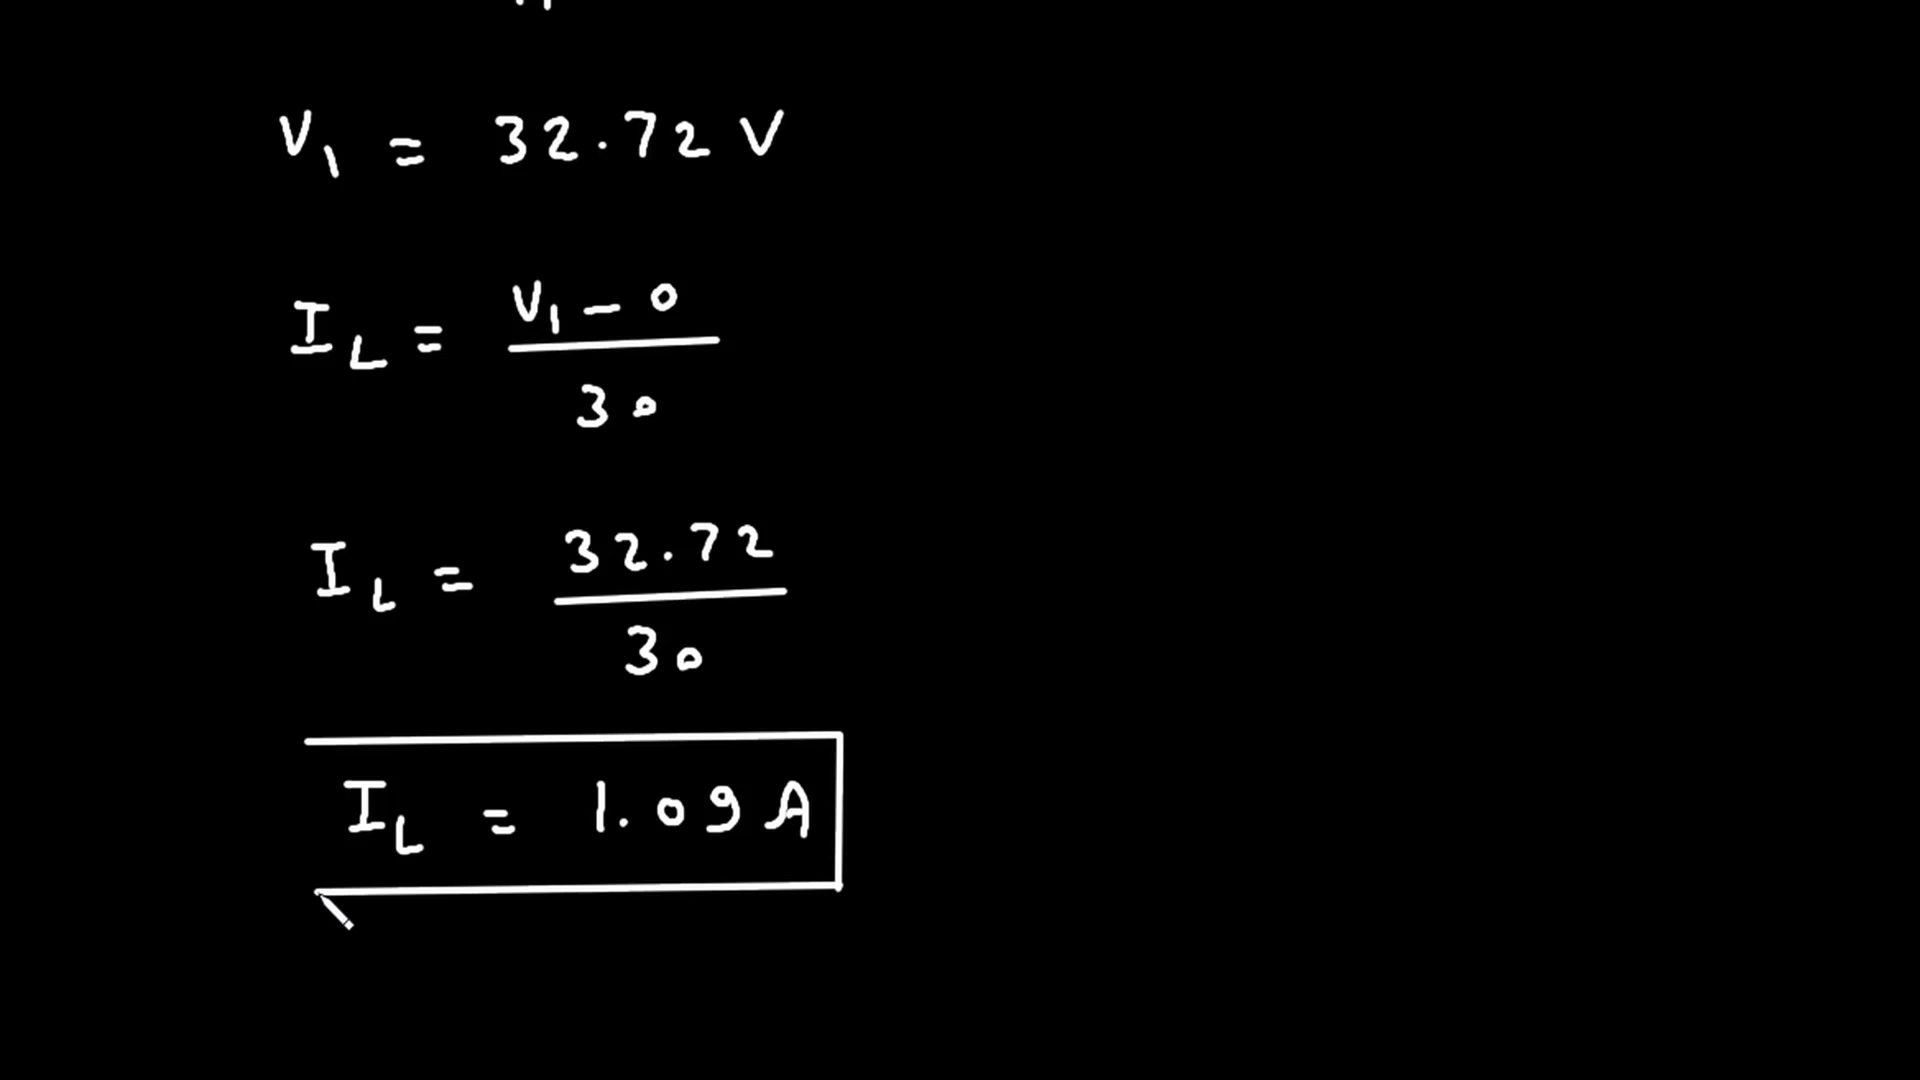 V₁ = 32.72 V
I_L = (V₁ - 0) / 30
I_L = 32.72 / 30
I_L = 1.09 A